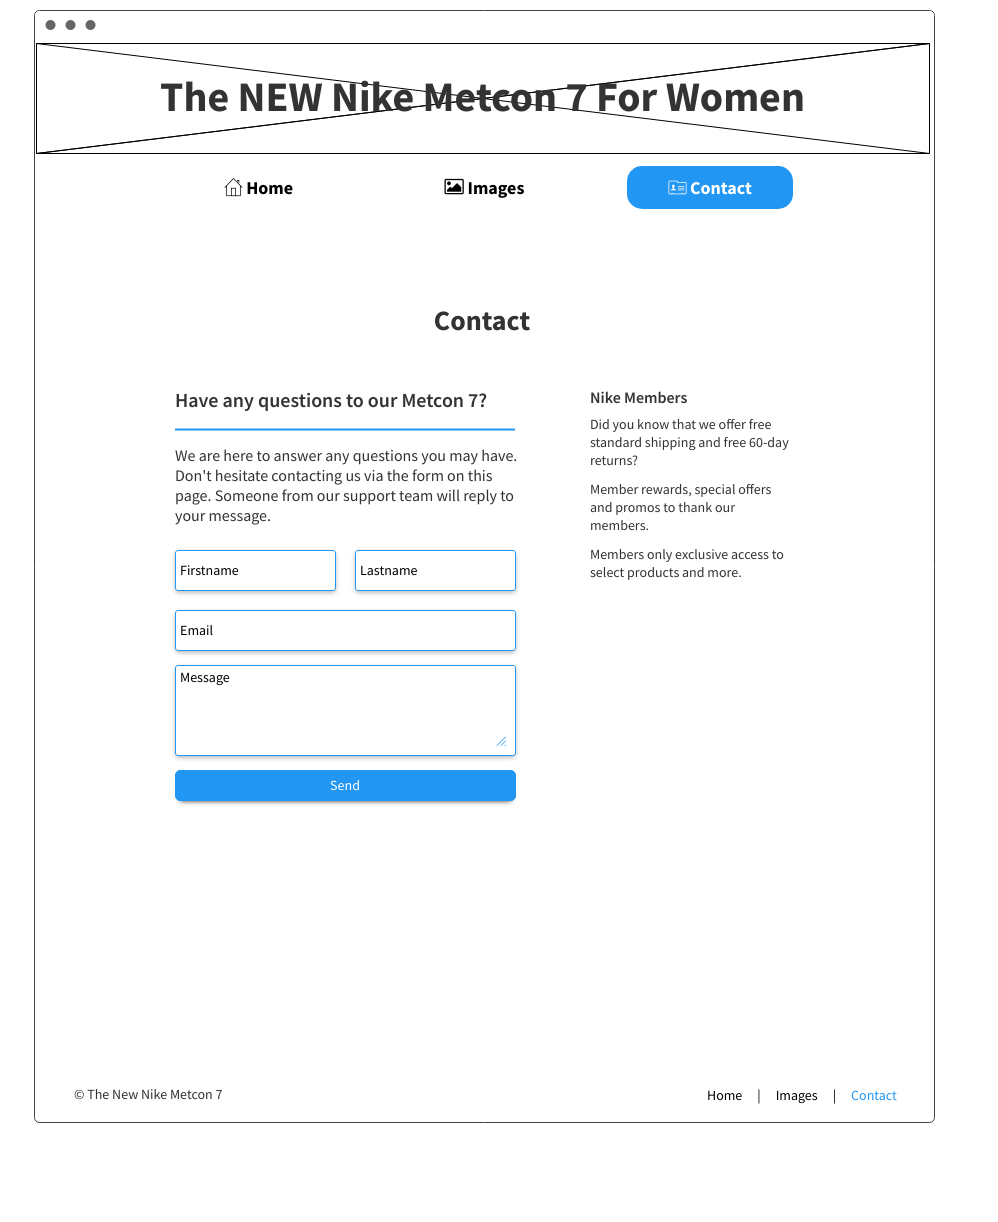 The NEW Nike Metcon 7 For Women
Home
Images
Contact
Contact
Have any questions to our Metcon 7?
We are here to answer any questions you may have.
Don't hesitate contacting us via the form on this
page. Someone from our support team will reply to
your message.
Firstname
Lastname
Email
Message
Send
Nike Members
Did you know that we offer free
standard shipping and free 60-day
returns?
Member rewards, special offers
and promos to thank our
members.
Members only exclusive access to
select products and more.
© The New Nike Metcon 7
Home | Images | Contact